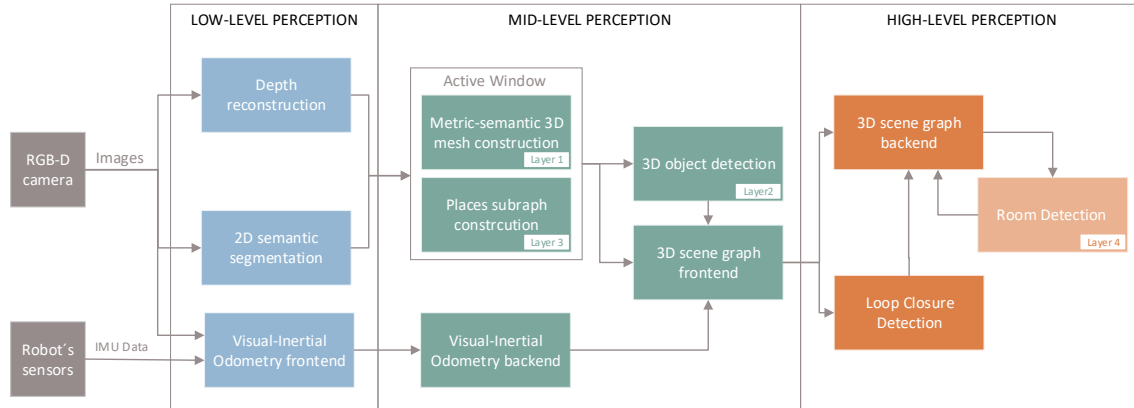 LOW-LEVEL PERCEPTION
MID-LEVEL PERCEPTION
HIGH-LEVEL PERCEPTION
RGB-D
camera
Images
Robot´s
sensors
IMU Data
Depth
reconstruction
2D semantic
segmentation
Visual-Inertial
Odometry frontend
Active Window
Metric-semantic 3D
mesh construction
Layer 1
Places subraph
constrcution
Layer 3
Visual-Inertial
Odometry backend
3D object detection
Layer2
3D scene graph
frontend
3D scene graph
backend
Room Detection
Layer 4
Loop Closure
Detection